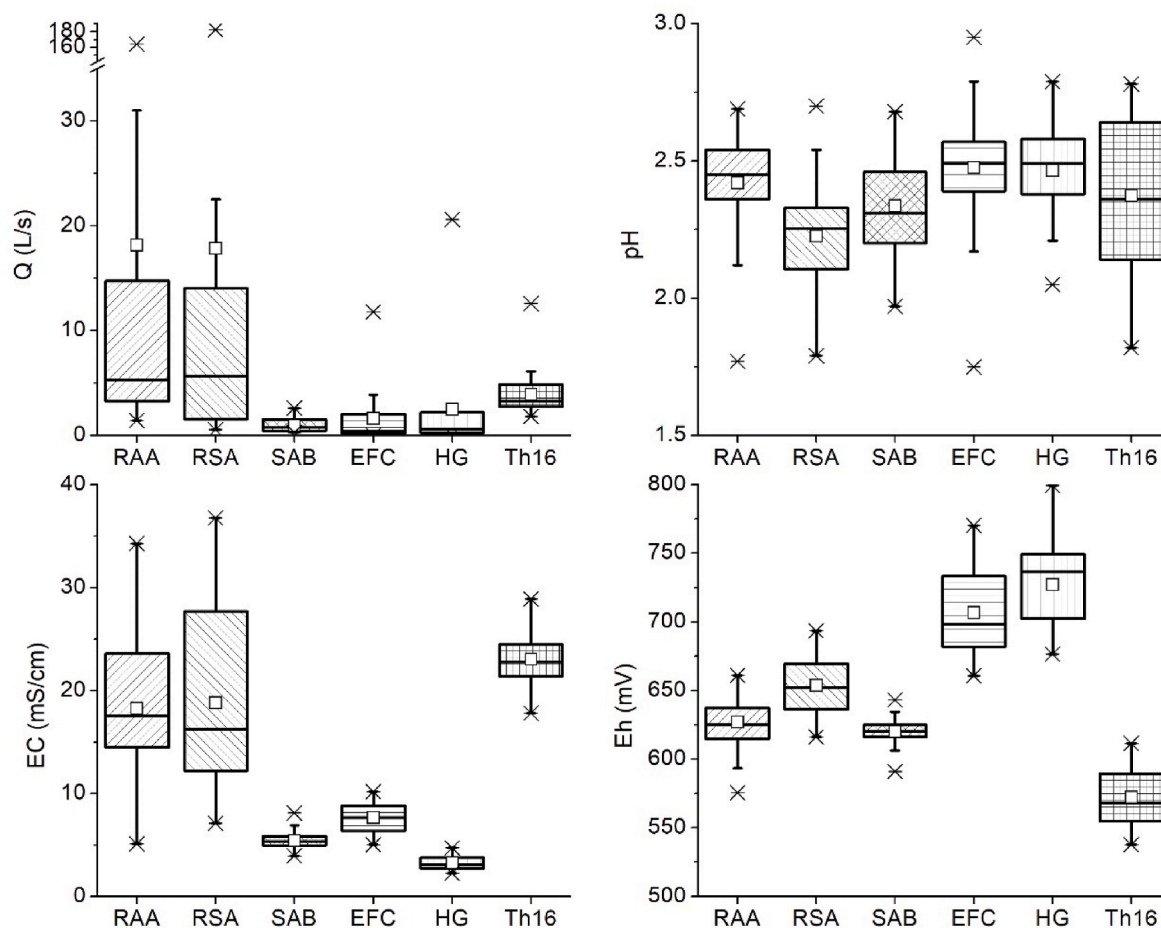 180
160
30
20
10
0
Q (L/s)
RAA RSA SAB EFC HG Th16
3.0
2.5
2.0
1.5
pH
RAA RSA SAB EFC HG Th16
40
30
20
10
0
EC (mS/cm)
RAA RSA SAB EFC HG Th16
800
750
700
650
600
550
500
Eh (mV)
RAA RSA SAB EFC HG Th16